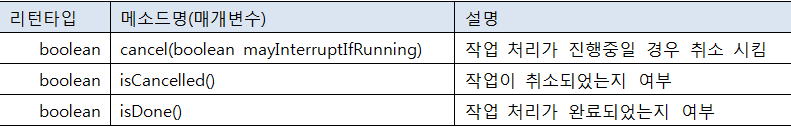 리턴타입 메소드명(매개변수) 설명
boolean cancel(boolean mayInterruptIfRunning) 작업 처리가 진행중일 경우 취소 시킴
boolean isCancelled() 작업이 취소되었는지 여부
boolean isDone() 작업 처리가 완료되었는지 여부